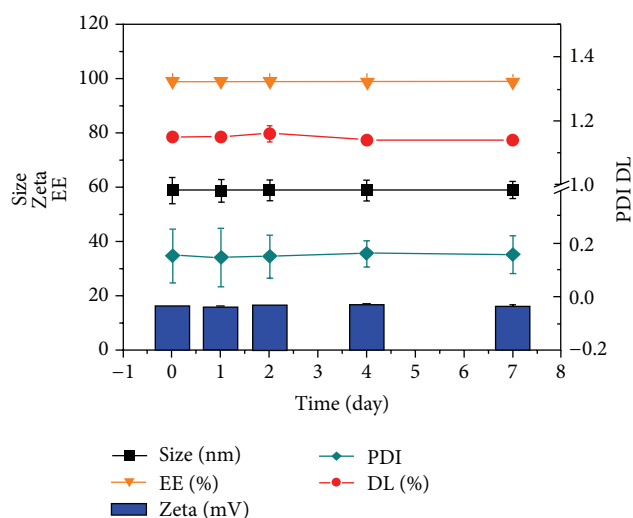 120
100
80
60
40
20
0
Size
Zeta
EE
1.4
1.2
1.0
0.2
0.0
−0.2
PDI DL
−1 0 1 2 3 4 5 6 7 8
Time (day)
Size (nm) PDI
EE (%) DL (%)
Zeta (mV)